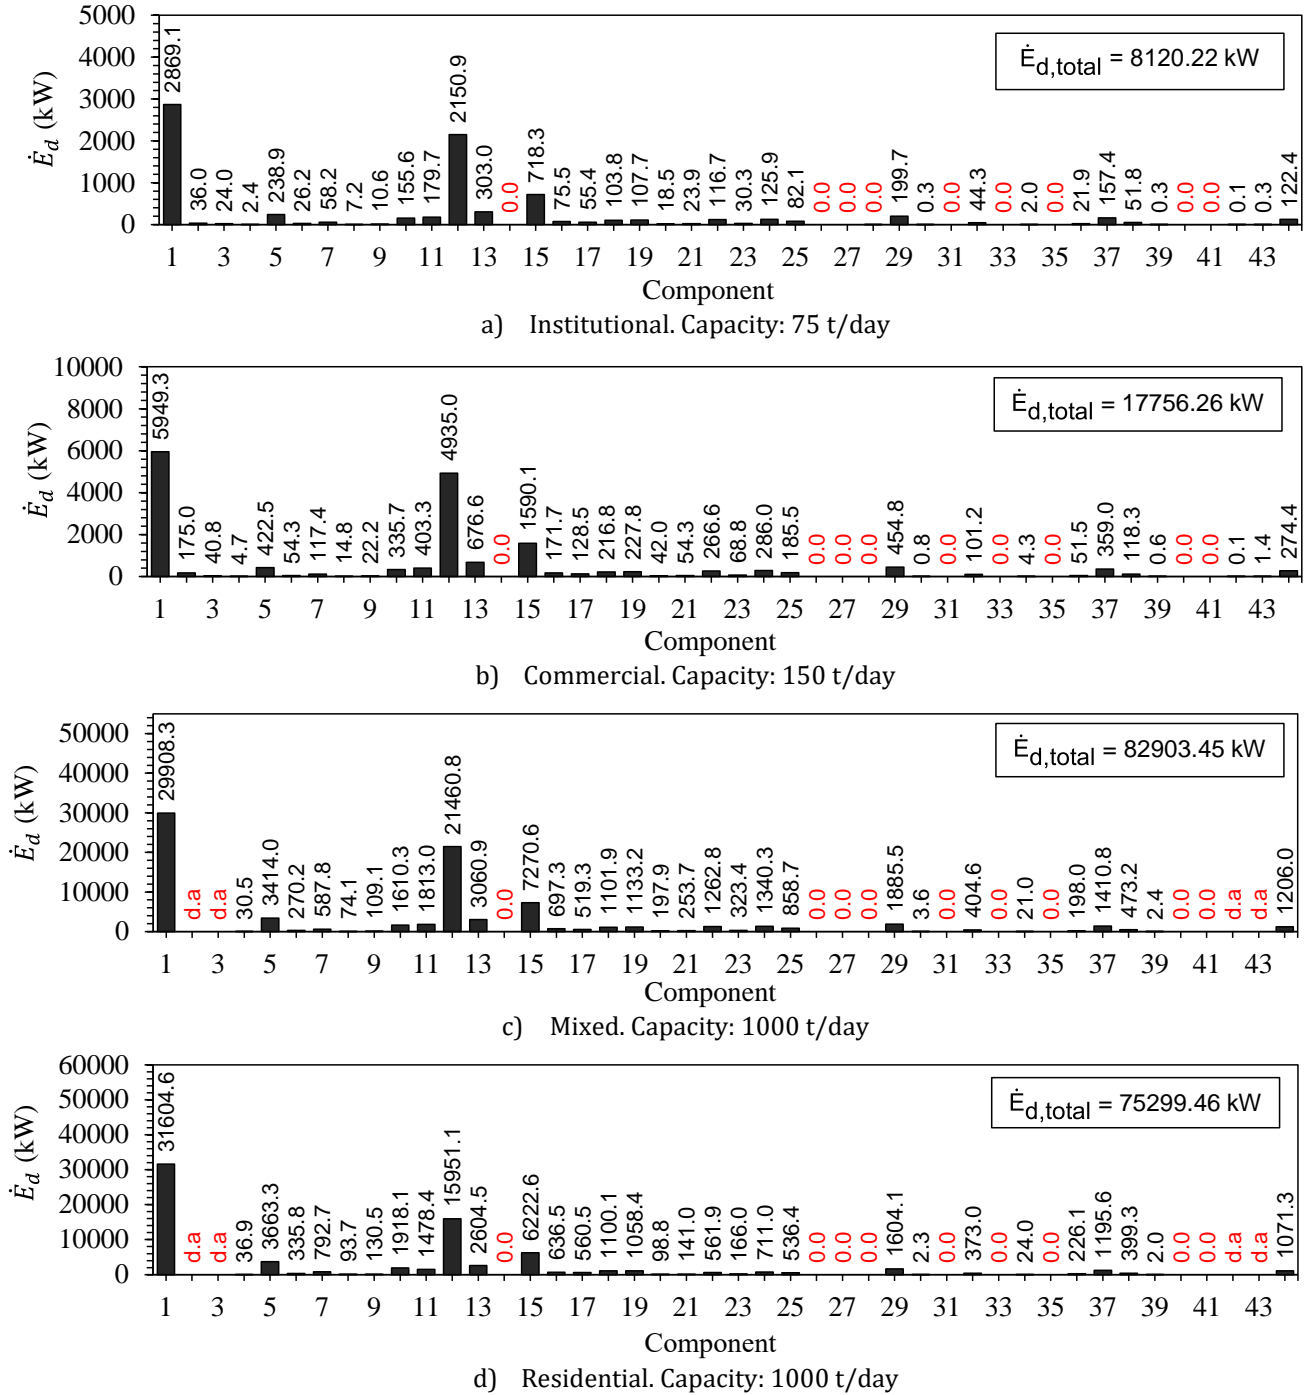 5000
4000
3000
2000
1000
0
Ė_d (kW)
Ė_d,total = 8120.22 kW
2869.1 36.0 24.0 2.4 238.9 26.2 58.2 7.2 10.6 155.6 179.7 2150.9 303.0 0.0 718.3 75.5 55.4 103.8 107.7 18.5 23.9 116.7 30.3 125.9 82.1 0.0 0.0 0.0 199.7 0.3 0.0 44.3 0.0 2.0 0.0 21.9 157.4 51.8 0.3 0.0 0.0 0.1 0.3 122.4
1 3 5 7 9 11 13 15 17 19 21 23 25 27 29 31 33 35 37 39 41 43
Component
a) Institutional. Capacity: 75 t/day
10000
8000
6000
4000
2000
0
Ė_d (kW)
Ė_d,total = 17756.26 kW
5949.3 175.0 40.8 4.7 422.5 54.3 117.4 14.8 22.2 335.7 403.3 4935.0 676.6 0.0 1590.1 171.7 128.5 216.8 227.8 42.0 54.3 266.6 68.8 286.0 185.5 0.0 0.0 0.0 454.8 0.8 0.0 101.2 0.0 4.3 0.0 51.5 359.0 118.3 0.6 0.0 0.0 0.1 1.4 274.4
1 3 5 7 9 11 13 15 17 19 21 23 25 27 29 31 33 35 37 39 41 43
Component
b) Commercial. Capacity: 150 t/day
50000
40000
30000
20000
10000
0
Ė_d (kW)
Ė_d,total = 82903.45 kW
29908.3 d.a d.a 30.5 3414.0 270.2 587.8 74.1 109.1 1610.3 1813.0 21460.8 3060.9 0.0 7270.6 697.3 519.3 1101.9 1133.2 197.9 253.7 1262.8 323.4 1340.3 858.7 0.0 0.0 0.0 1885.5 3.6 0.0 404.6 0.0 21.0 0.0 198.0 1410.8 473.2 2.4 0.0 0.0 d.a d.a 1206.0
1 3 5 7 9 11 13 15 17 19 21 23 25 27 29 31 33 35 37 39 41 43
Component
c) Mixed. Capacity: 1000 t/day
60000
50000
40000
30000
20000
10000
0
Ė_d (kW)
Ė_d,total = 75299.46 kW
31604.6 d.a d.a 36.9 3663.3 335.8 792.7 93.7 130.5 1918.1 1478.4 15951.1 2604.5 0.0 6222.6 636.5 560.5 1100.1 1058.4 98.8 141.0 561.9 166.0 711.0 536.4 0.0 0.0 0.0 1604.1 2.3 0.0 373.0 0.0 24.0 0.0 226.1 1195.6 399.3 2.0 0.0 0.0 d.a d.a 1071.3
1 3 5 7 9 11 13 15 17 19 21 23 25 27 29 31 33 35 37 39 41 43
Component
d) Residential. Capacity: 1000 t/day